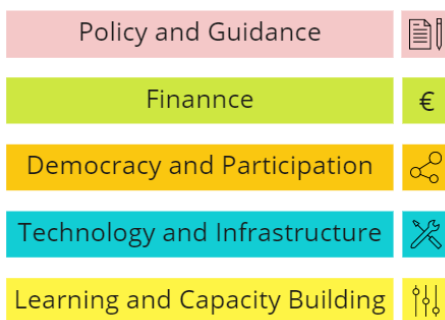 Policy and Guidance
Finannce €
Democracy and Participation
Technology and Infrastructure
Learning and Capacity Building